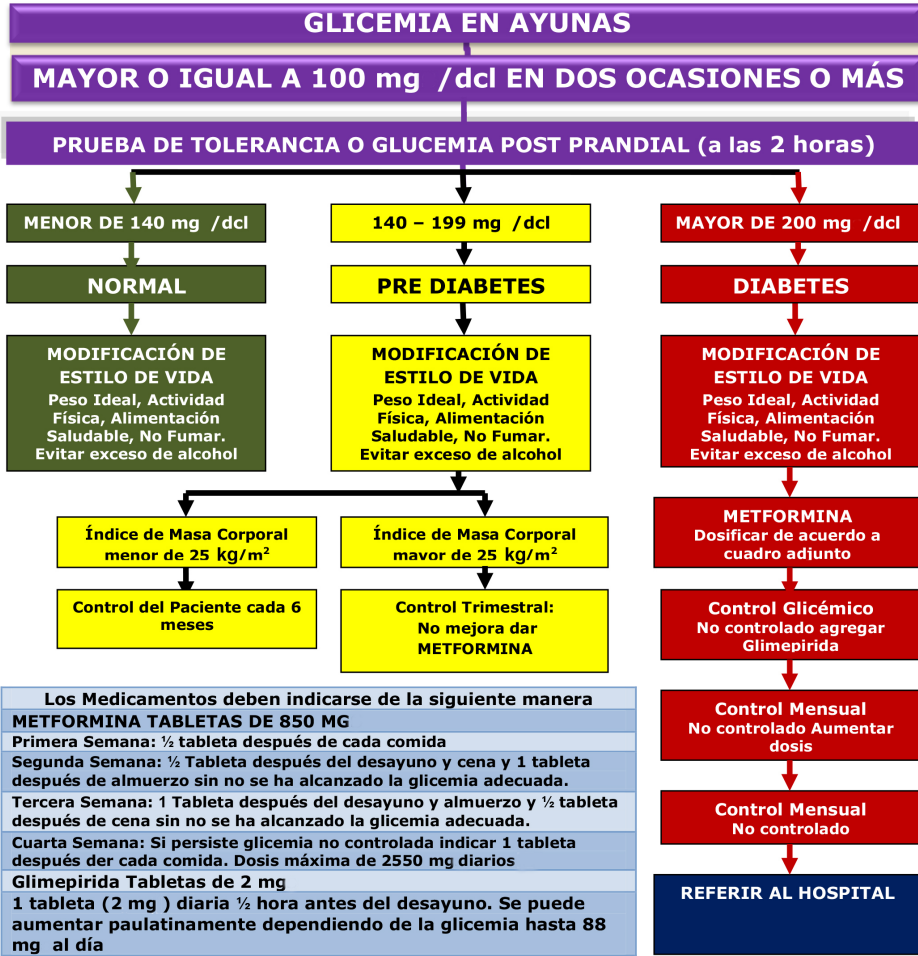 GLICEMIA EN AYUNAS
MAYOR O IGUAL A 100 mg /dcl EN DOS OCASIONES O MÁS
PRUEBA DE TOLERANCIA O GLUCEMIA POST PRANDIAL (a las 2 horas)
MENOR DE 140 mg /dcl
NORMAL
MODIFICACIÓN DE
ESTILO DE VIDA
Peso Ideal, Actividad
Física, Alimentación
Saludable, No Fumar.
Evitar exceso de alcohol
140 – 199 mg /dcl
PRE DIABETES
MODIFICACIÓN DE
ESTILO DE VIDA
Peso Ideal, Actividad
Física, Alimentación
Saludable, No Fumar.
Evitar exceso de alcohol
Índice de Masa Corporal
menor de 25 kg/m²
Control del Paciente cada 6
meses
Índice de Masa Corporal
mayor de 25 kg/m²
Control Trimestral:
No mejora dar
METFORMINA
MAYOR DE 200 mg /dcl
DIABETES
MODIFICACIÓN DE
ESTILO DE VIDA
Peso Ideal, Actividad
Física, Alimentación
Saludable, No Fumar.
Evitar exceso de alcohol
METFORMINA
Dosificar de acuerdo a
cuadro adjunto
Control Glicémico
No controlado agregar
Glimepirida
Control Mensual
No controlado Aumentar
dosis
Control Mensual
No controlado
REFERIR AL HOSPITAL
Los Medicamentos deben indicarse de la siguiente manera
METFORMINA TABLETAS DE 850 MG
Primera Semana: ½ tableta después de cada comida
Segunda Semana: ½ Tableta después del desayuno y cena y 1 tableta
después de almuerzo sin no se ha alcanzado la glicemia adecuada.
Tercera Semana: 1 Tableta después del desayuno y almuerzo y ½ tableta
después de cena sin no se ha alcanzado la glicemia adecuada.
Cuarta Semana: Si persiste glicemia no controlada indicar 1 tableta
después der cada comida. Dosis máxima de 2550 mg diarios
Glimepirida Tabletas de 2 mg
1 tableta (2 mg ) diaria ½ hora antes del desayuno. Se puede
aumentar paulatinamente dependiendo de la glicemia hasta 88
mg al día